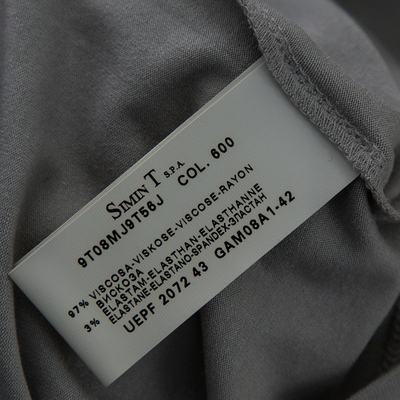 SIMIN T S.P.A.
9T08MJ9T56J COL. 600
97% VISCOSA-VISKOSE-VISCOSE-RAYON
ВИСКОЗА
3% ELASTAM-ELASTHAN-ELASTHANNE
ELASTANE-ELASTANO-SPANDEX-ЭЛАСТАН
UEPF 2072 43 GAM08A1-42